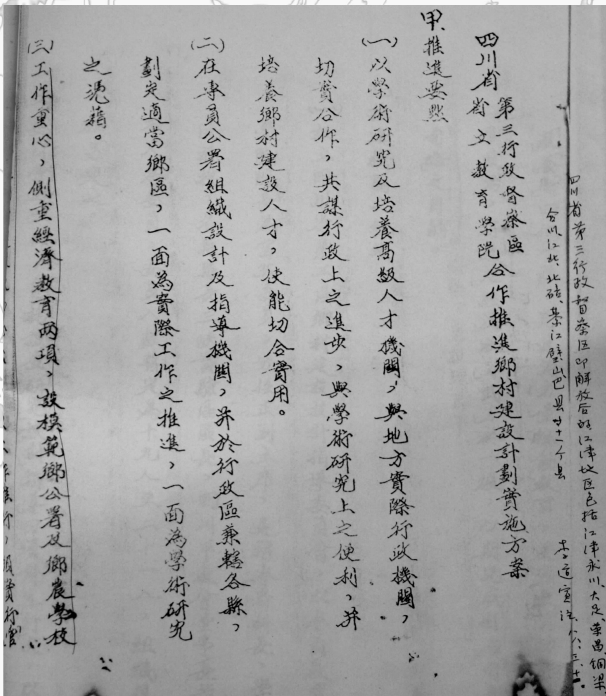 四川省第三行政督察区即解放后的江津地区包括江津永川大足、荣昌、铜梁
合川江北、北碚、綦江璧山巴县等十一个县
第三行政督察區
四川省
省立教育學院
合作推進鄉村建設計劃實施方案
甲、推進要點
(一)以學術研究及培養高級人才機關,與地方實際行政機關,
切實合作,共謀行政上之進步,與學術研究上之便利,并
培養鄉村建設人才,使能切合實用。
(二)在專員公署組織設計及指導機關,并於行政區兼轄各縣,
劃定適當鄉區,一面為實際工作之推進,一面為學術研究
之憑藉。
(三)工作重心,側重經濟教育兩項,設模範鄉公署及鄉農學校